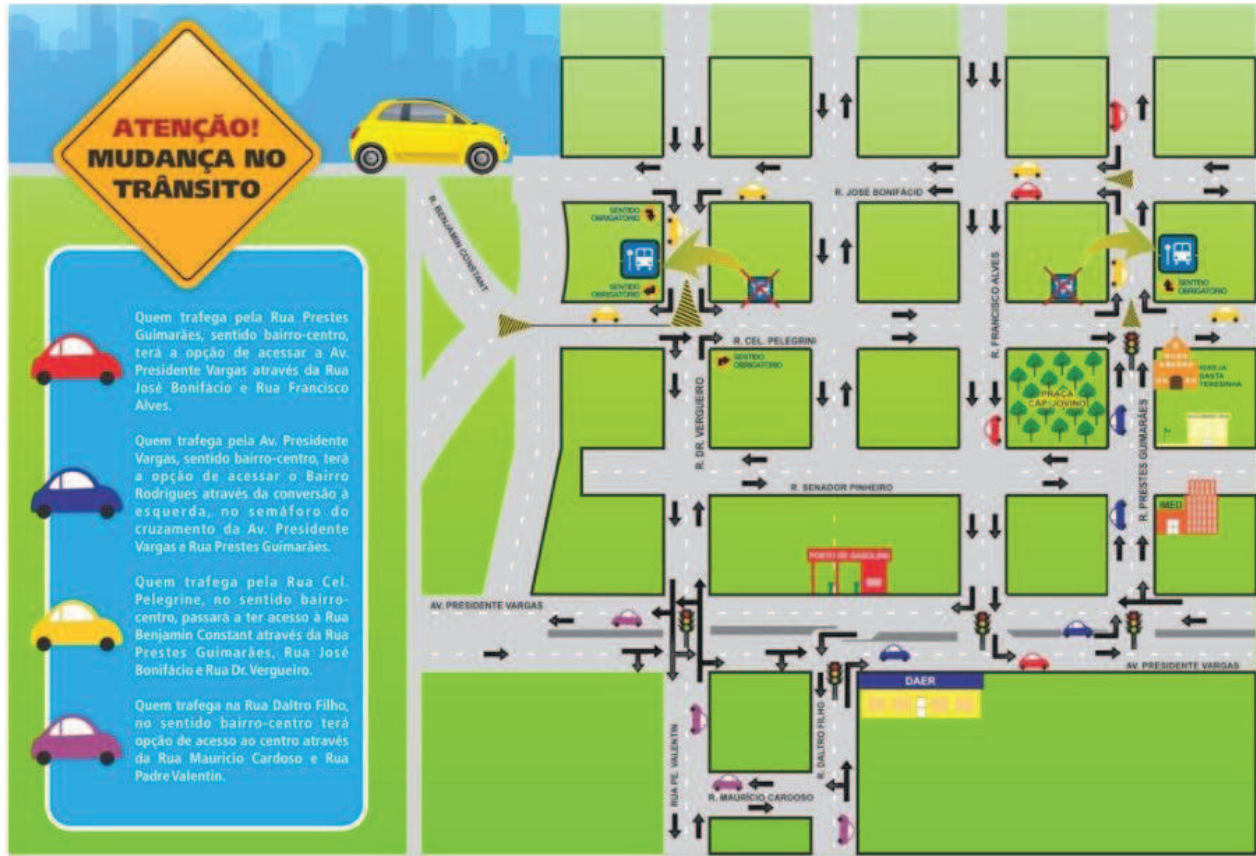 ATENÇÃO!
MUDANÇA NO
TRÂNSITO
Quem trafega pela Rua Prestes
Guimarães, sentido bairro-centro,
terá a opção de acessar a Av.
Presidente Vargas através da Rua
José Bonifácio e Rua Francisco
Alves.
Quem trafega pela Av. Presidente
Vargas, sentido bairro-centro, terá
a opção de acessar o Bairro
Rodrigues através da conversão à
esquerda, no semáforo do
cruzamento da Av. Presidente
Vargas e Rua Prestes Guimarães.
Quem trafega pela Rua Cel.
Pelegrine, no sentido bairro-
centro, passará a ter acesso à Rua
Benjamin Constant através da Rua
Prestes Guimarães, Rua José
Bonifácio e Rua Dr. Vergueiro.
Quem trafega na Rua Daltro Filho,
no sentido bairro-centro terá
opção de acesso ao centro através
da Rua Maurício Cardoso e Rua
Padre Valentin.
R. BENJAMIN CONSTANT
R. JOSÉ BONIFÁCIO
SENTIDO
OBRIGATÓRIO
SENTIDO
OBRIGATÓRIO
SENTIDO
OBRIGATÓRIO
R. FRANCISCO ALVES
R. CEL. PELEGRINI
SENTIDO
OBRIGATÓRIO
R. DR. VERGUEIRO
PRAÇA
CAP. JOVINO
IGREJA
SANTA
TERESINHA
R. PRESTES GUIMARÃES
R. SENADOR PINHEIRO
IMED
POSTO DE GASOLINA
AV. PRESIDENTE VARGAS
AV. PRESIDENTE VARGAS
DAER
RUA PE. VALENTIN
R. DALTRO FILHO
R. MAURÍCIO CARDOSO